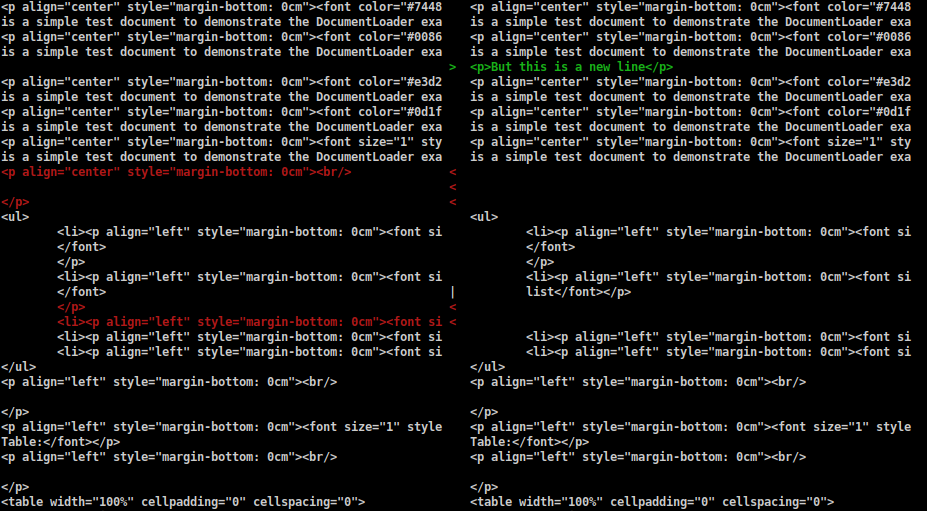 <p align="center" style="margin-bottom: 0cm"><font color="#7448    <p align="center" style="margin-bottom: 0cm"><font color="#7448
is a simple test document to demonstrate the DocumentLoader exa    is a simple test document to demonstrate the DocumentLoader exa
<p align="center" style="margin-bottom: 0cm"><font color="#0086    <p align="center" style="margin-bottom: 0cm"><font color="#0086
is a simple test document to demonstrate the DocumentLoader exa    is a simple test document to demonstrate the DocumentLoader exa
>  <p>But this is a new line</p>
<p align="center" style="margin-bottom: 0cm"><font color="#e3d2    <p align="center" style="margin-bottom: 0cm"><font color="#e3d2
is a simple test document to demonstrate the DocumentLoader exa    is a simple test document to demonstrate the DocumentLoader exa
<p align="center" style="margin-bottom: 0cm"><font color="#0d1f    <p align="center" style="margin-bottom: 0cm"><font color="#0d1f
is a simple test document to demonstrate the DocumentLoader exa    is a simple test document to demonstrate the DocumentLoader exa
<p align="center" style="margin-bottom: 0cm"><font size="1" sty    <p align="center" style="margin-bottom: 0cm"><font size="1" sty
is a simple test document to demonstrate the DocumentLoader exa    is a simple test document to demonstrate the DocumentLoader exa
<p align="center" style="margin-bottom: 0cm"><br/>              <
<
</p>                                                            <
<ul>    <ul>
        <li><p align="left" style="margin-bottom: 0cm"><font si            <li><p align="left" style="margin-bottom: 0cm"><font si
        </font>            </font>
        </p>            </p>
        <li><p align="left" style="margin-bottom: 0cm"><font si            <li><p align="left" style="margin-bottom: 0cm"><font si
        </font>                                                 |          list</font></p>
        </p>                                                    <
        <li><p align="left" style="margin-bottom: 0cm"><font si <
        <li><p align="left" style="margin-bottom: 0cm"><font si            <li><p align="left" style="margin-bottom: 0cm"><font si
        <li><p align="left" style="margin-bottom: 0cm"><font si            <li><p align="left" style="margin-bottom: 0cm"><font si
</ul>    </ul>
<p align="left" style="margin-bottom: 0cm"><br/>    <p align="left" style="margin-bottom: 0cm"><br/>
</p>    </p>
<p align="left" style="margin-bottom: 0cm"><font size="1" style    <p align="left" style="margin-bottom: 0cm"><font size="1" style
Table:</font></p>    Table:</font></p>
<p align="left" style="margin-bottom: 0cm"><br/>    <p align="left" style="margin-bottom: 0cm"><br/>
</p>    </p>
<table width="100%" cellpadding="0" cellspacing="0">    <table width="100%" cellpadding="0" cellspacing="0">